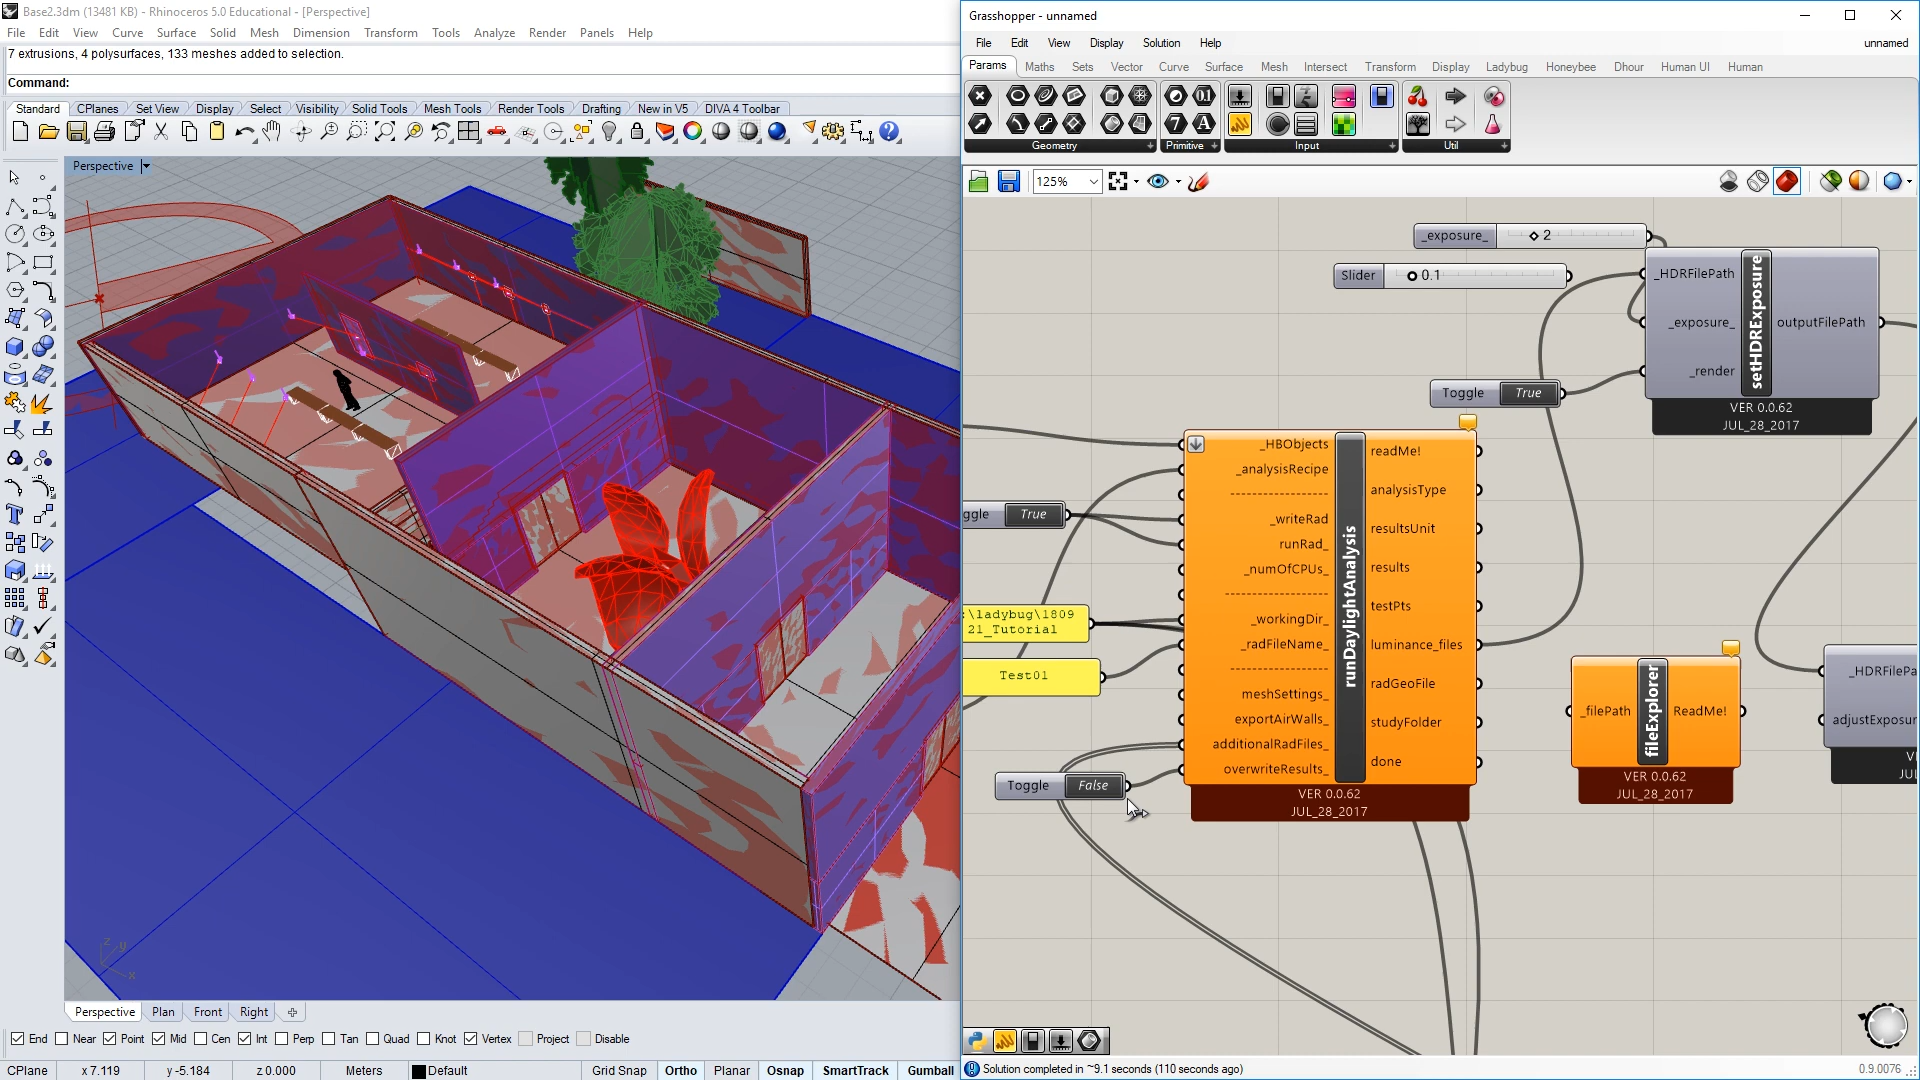 Base2.3dm (13481 KB) - Rhinoceros 5.0 Educational - [Perspective]
File Edit View Curve Surface Solid Mesh Dimension Transform Tools Analyze Render Panels Help
7 extrusions, 4 polysurfaces, 133 meshes added to selection.
Command:
Standard CPlanes Set View Display Select Visibility Solid Tools Mesh Tools Render Tools Drafting New in V5 DIVA 4 Toolbar
Perspective
z y
x
Perspective Plan Front Right
End Near Point Mid Cen Int Perp Tan Quad Knot Vertex Project Disable
CPlane x 7.119 y -5.184 z 0.000 Meters Default Grid Snap Ortho Planar Osnap SmartTrack Gumball
Grasshopper - unnamed
File Edit View Display Solution Help unnamed
Params Maths Sets Vector Curve Surface Mesh Intersect Transform Display Ladybug Honeybee Dhour Human UI Human
Geometry Primitive Input Util
125%
_exposure_ 2
Slider 0.1
_HDRFilePath
_exposure_
_render
setHDRExposure
outputFilePath
VER 0.0.62
JUL_28_2017
Toggle True
_HBObjects
_analysisRecipe
-----------------
_writeRad
runRad_
_numOfCPUs_
-----------------
_workingDir_
_radFileName_
-----------------
meshSettings_
exportAirWalls_
additionalRadFiles_
overwriteResults_
runDaylightAnalysis
readMe!
analysisType
resultsUnit
results
testPts
luminance_files
radGeoFile
studyFolder
done
VER 0.0.62
JUL_28_2017
ggle True
:\ladybug\1809
21_Tutorial
Test01
Toggle False
_filePath
fileExplorer
ReadMe!
VER 0.0.62
JUL_28_2017
_HDRFilePa
adjustExposur
VI
JUL
Solution completed in ~9.1 seconds (110 seconds ago)
0.9.0076